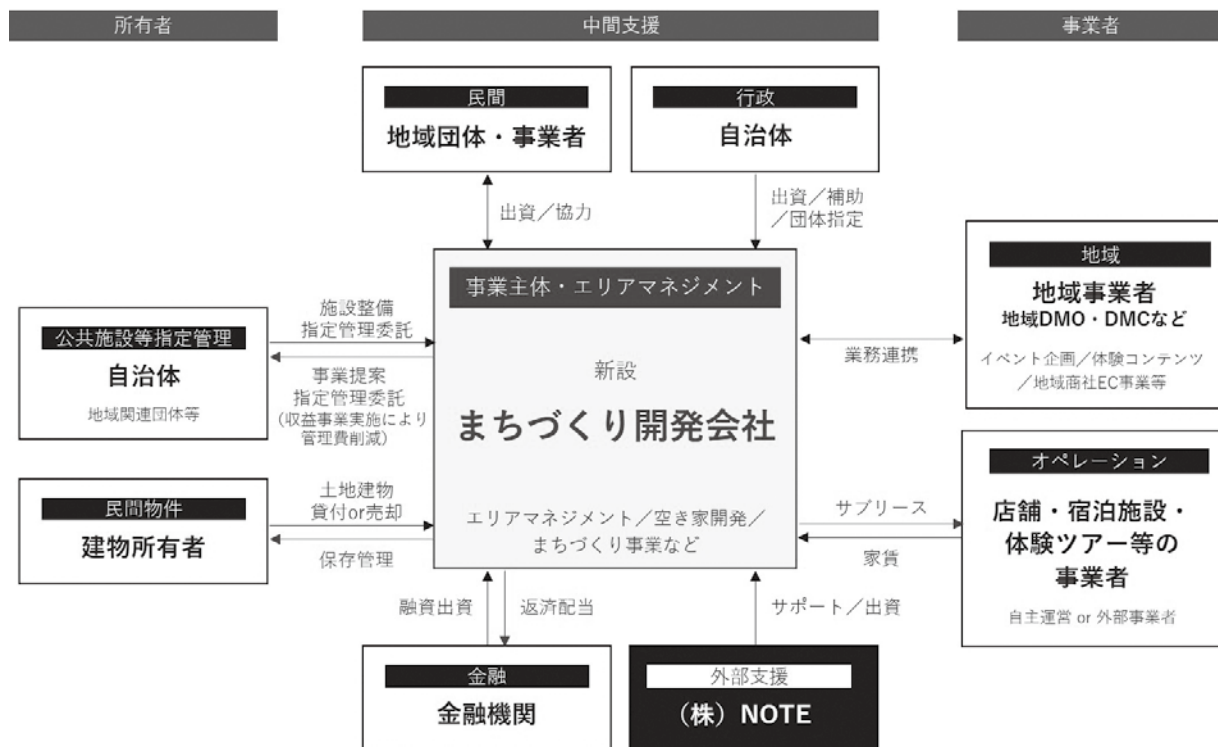 所有者
中間支援
事業者
民間
地域団体・事業者
行政
自治体
出資／協力
出資／補助
／団体指定
公共施設等指定管理
自治体
地域関連団体等
施設整備
指定管理委託
事業提案
指定管理委託
(収益事業実施により
管理費削減)
民間物件
建物所有者
土地建物
貸付or売却
保存管理
事業主体・エリアマネジメント
新設
まちづくり開発会社
エリアマネジメント／空き家開発／
まちづくり事業など
業務連携
地域
地域事業者
地域DMO・DMCなど
イベント企画／体験コンテンツ
／地域商社EC事業等
サブリース
家賃
オペレーション
店舗・宿泊施設・
体験ツアー等の
事業者
自主運営 or 外部事業者
融資出資
返済配当
サポート／出資
金融
金融機関
外部支援
（株）NOTE